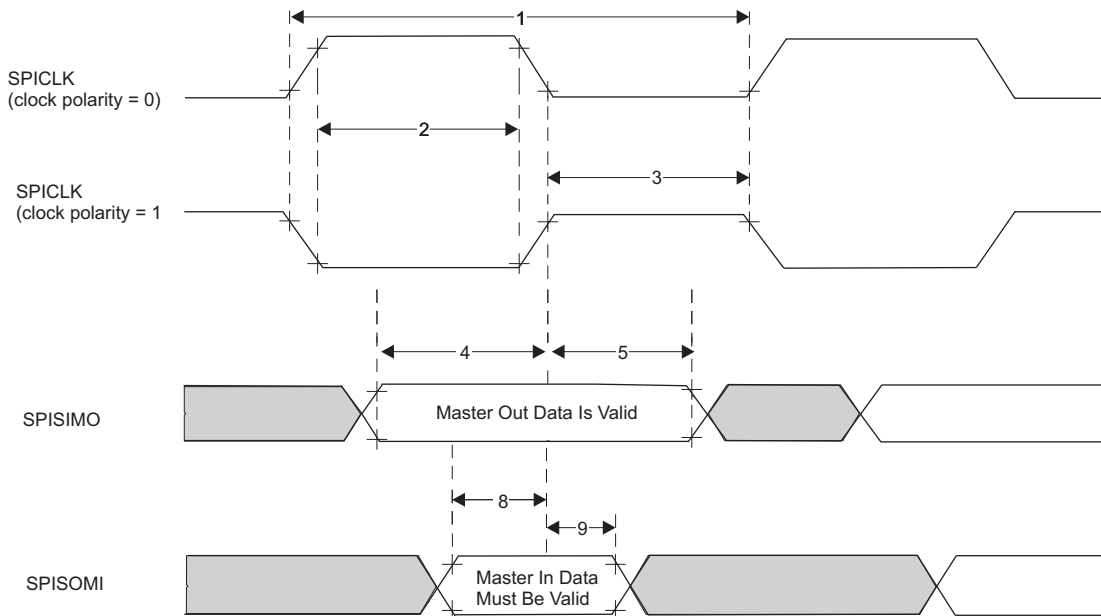 1
SPICLK
(clock polarity = 0)
2
3
SPICLK
(clock polarity = 1
4
5
SPISIMO
Master Out Data Is Valid
8
9
SPISOMI
Master In Data
Must Be Valid